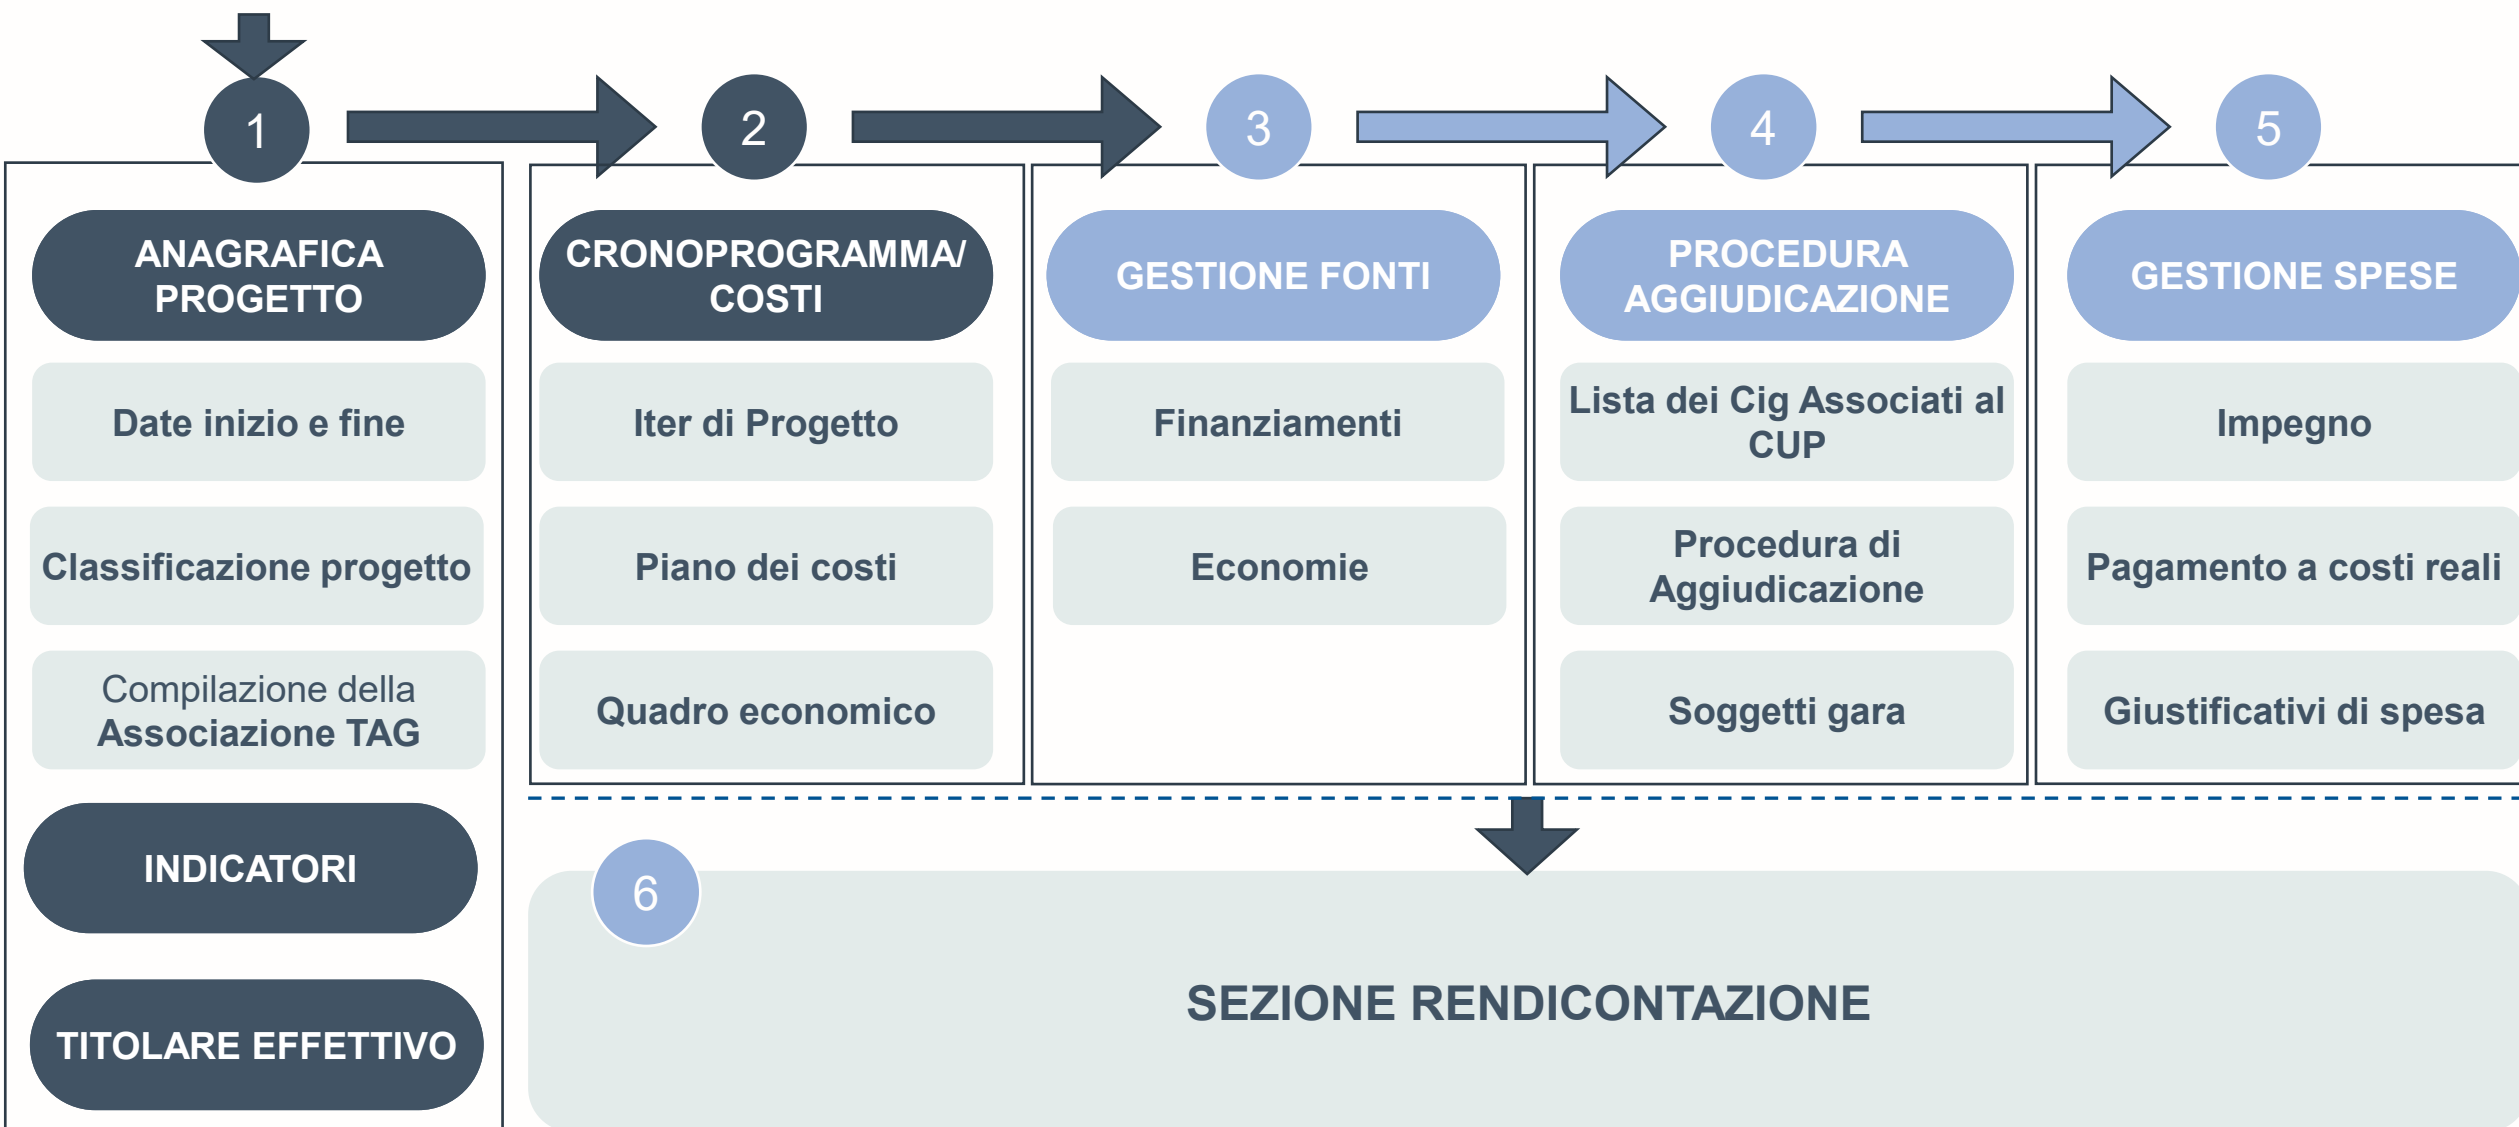 1
ANAGRAFICA
PROGETTO
Date inizio e fine
Classificazione progetto
Compilazione della
Associazione TAG
INDICATORI
TITOLARE EFFETTIVO
2
CRONOPROGRAMMA/
COSTI
Iter di Progetto
Piano dei costi
Quadro economico
3
GESTIONE FONTI
Finanziamenti
Economie
4
PROCEDURA
AGGIUDICAZIONE
Lista dei Cig Associati al
CUP
Procedura di
Aggiudicazione
Soggetti gara
5
GESTIONE SPESE
Impegno
Pagamento a costi reali
Giustificativi di spesa
6
SEZIONE RENDICONTAZIONE